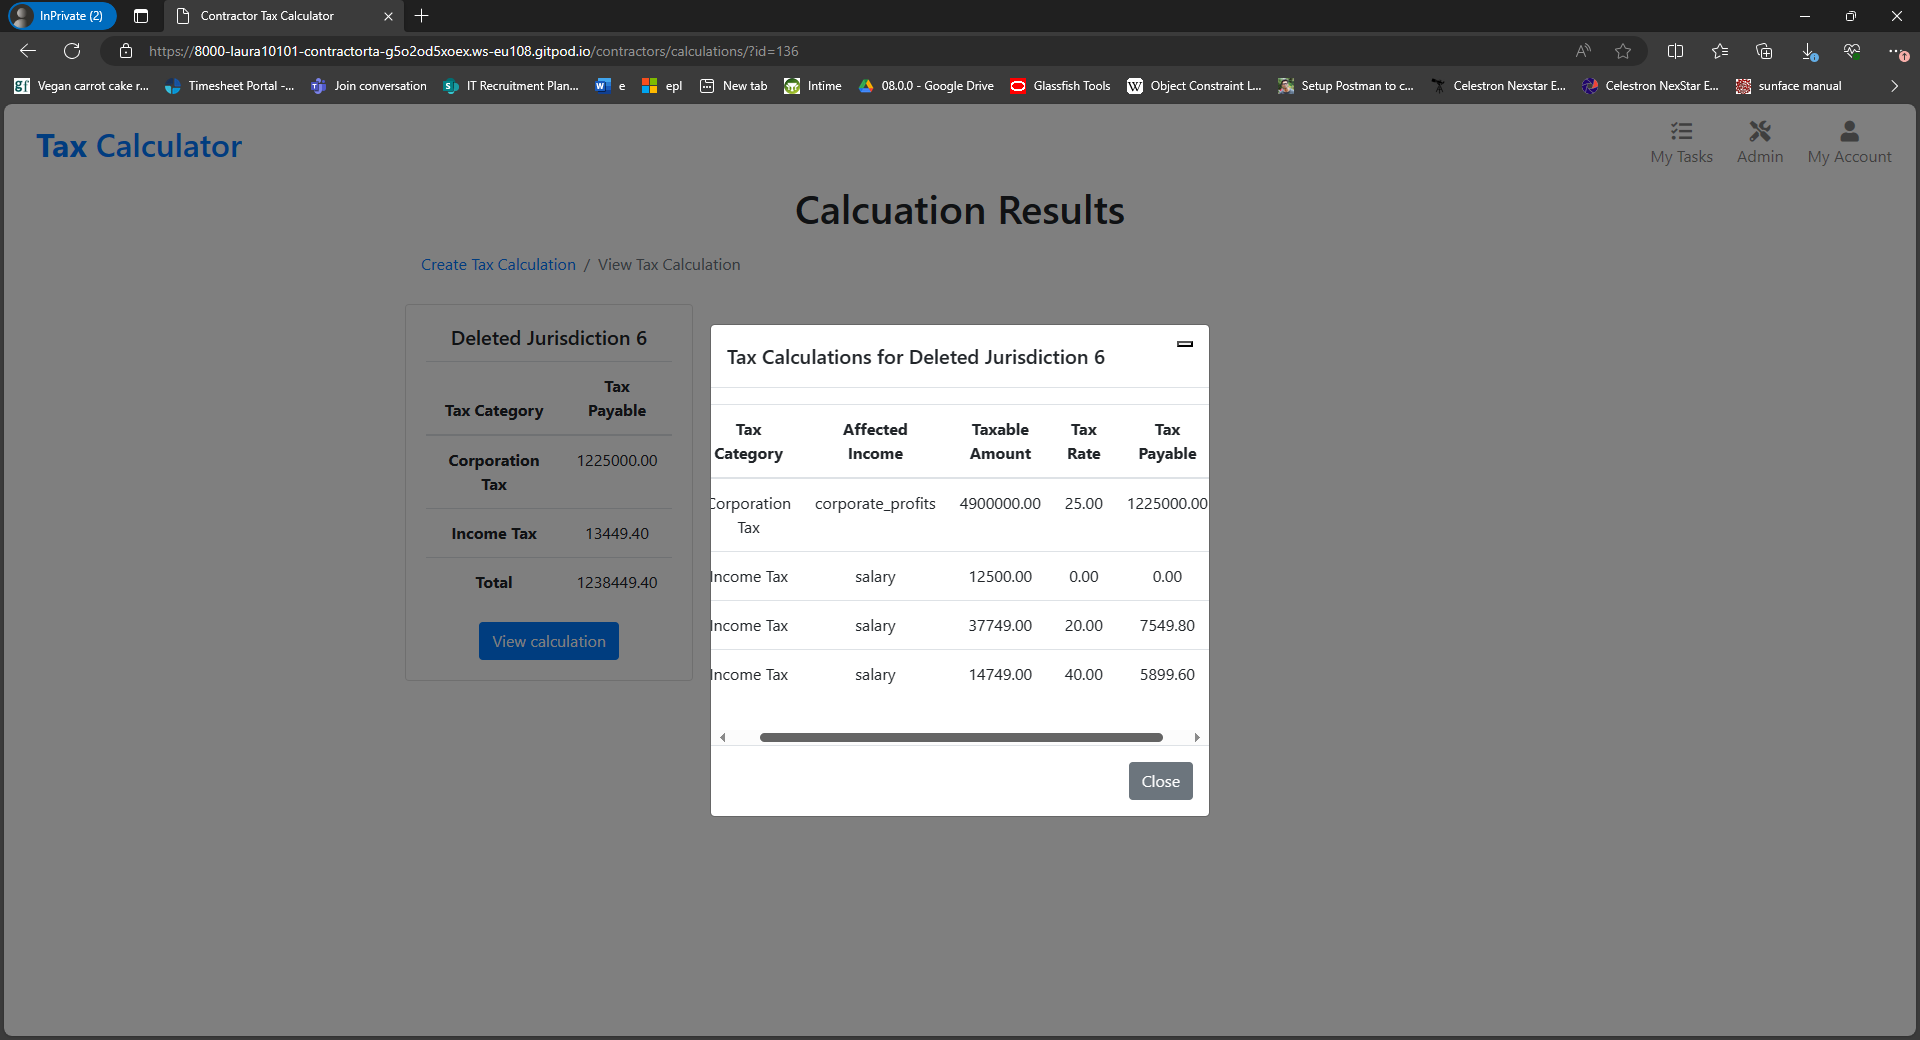 InPrivate (2)
Contractor Tax Calculator
https://8000-laura10101-contractorta-g5o2od5xoex.ws-eu108.gitpod.io/contractors/calculations/?id=136
Vegan carrot cake r... Timesheet Portal -... Join conversation IT Recruitment Plan... e epl New tab Intime 08.0.0 - Google Drive Glassfish Tools Object Constraint L... Setup Postman to c... Celestron Nexstar E... Celestron NexStar E... sunface manual
Tax Calculator
My Tasks Admin My Account
Calcuation Results
Create Tax Calculation / View Tax Calculation
Deleted Jurisdiction 6
Tax Category Tax Payable
Corporation Tax 1225000.00
Income Tax 13449.40
Total 1238449.40
View calculation
Tax Calculations for Deleted Jurisdiction 6
Tax Category Affected Income Taxable Amount Tax Rate Tax Payable
Corporation Tax corporate_profits 4900000.00 25.00 1225000.00
Income Tax salary 12500.00 0.00 0.00
Income Tax salary 37749.00 20.00 7549.80
Income Tax salary 14749.00 40.00 5899.60
Close